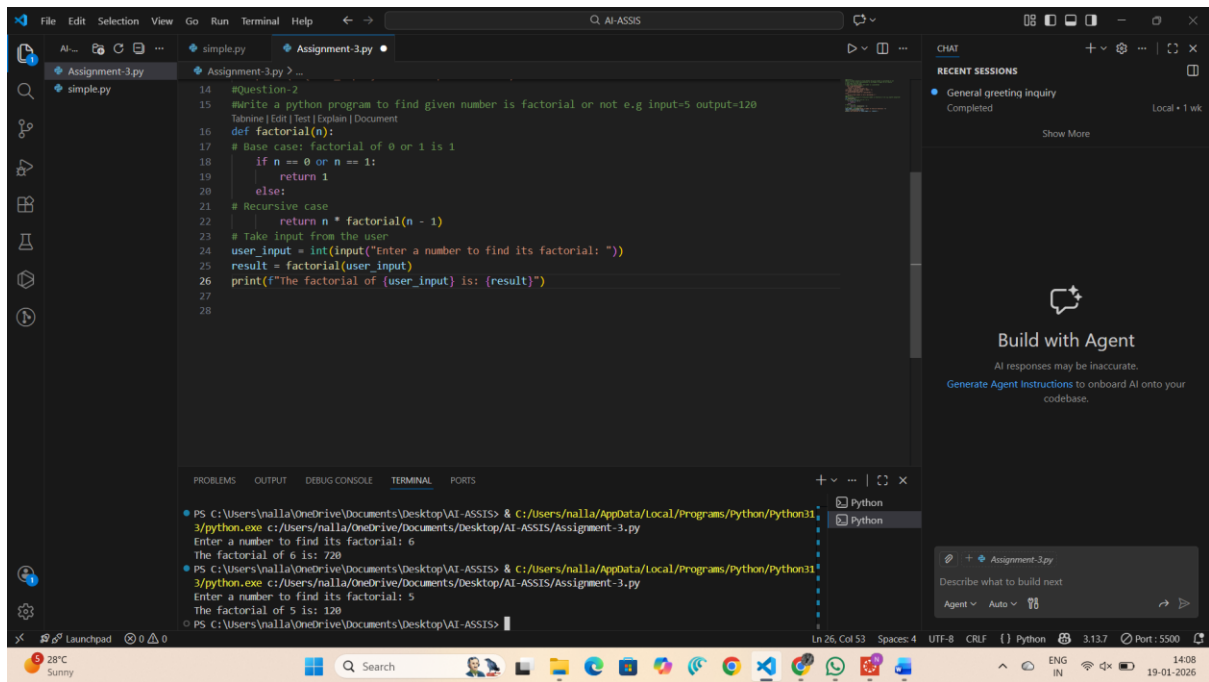 File Edit Selection View Go Run Terminal Help
AI-ASSIS
AI-...
simple.py
Assignment-3.py
Assignment-3.py
simple.py
Assignment-3.py > ...
14 #Question-2
15 #Write a python program to find given number is factorial or not e.g input=5 output=120
Tabnine | Edit | Test | Explain | Document
16 def factorial(n):
17 # Base case: factorial of 0 or 1 is 1
18 if n == 0 or n == 1:
19 return 1
20 else:
21 # Recursive case
22 return n * factorial(n - 1)
23 # Take input from the user
24 user_input = int(input("Enter a number to find its factorial: "))
25 result = factorial(user_input)
26 print(f"The factorial of {user_input} is: {result}")
27
28
PROBLEMS OUTPUT DEBUG CONSOLE TERMINAL PORTS
PS C:\Users\nalla\OneDrive\Documents\Desktop\AI-ASSIS> & C:/Users/nalla/AppData/Local/Programs/Python/Python31
3/python.exe c:/Users/nalla/OneDrive/Documents/Desktop/AI-ASSIS/Assignment-3.py
Enter a number to find its factorial: 6
The factorial of 6 is: 720
PS C:\Users\nalla\OneDrive\Documents\Desktop\AI-ASSIS> & C:/Users/nalla/AppData/Local/Programs/Python/Python31
3/python.exe c:/Users/nalla/OneDrive/Documents/Desktop/AI-ASSIS/Assignment-3.py
Enter a number to find its factorial: 5
The factorial of 5 is: 120
PS C:\Users\nalla\OneDrive\Documents\Desktop\AI-ASSIS>
Python
Python
CHAT
RECENT SESSIONS
General greeting inquiry
Completed Local • 1 wk
Show More
Build with Agent
AI responses may be inaccurate.
Generate Agent Instructions to onboard AI onto your
codebase.
Assignment-3.py
Describe what to build next
Agent Auto
Launchpad 0 0 Ln 26, Col 53 Spaces: 4 UTF-8 CRLF {} Python 3.13.7 Port : 5500
5 28°C
Sunny
Search
ENG
IN
14:08
19-01-2026